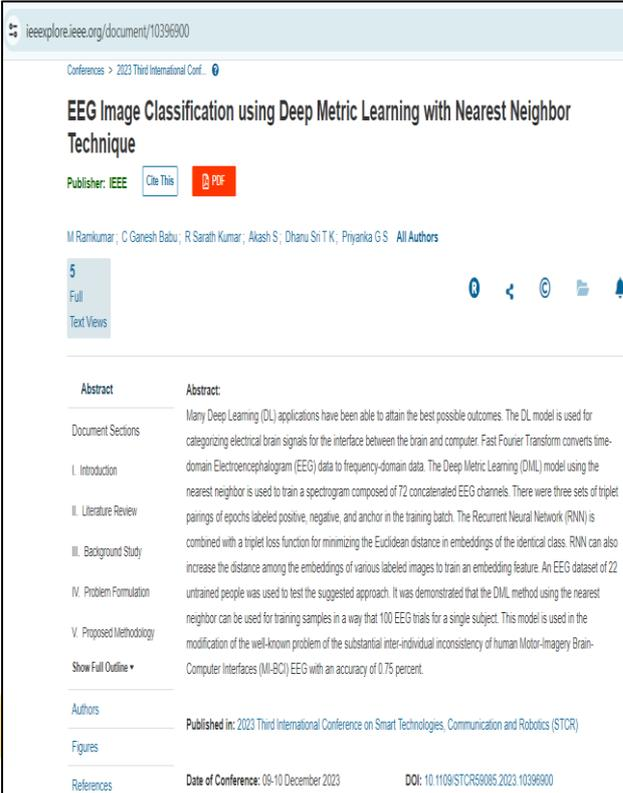 ieeexplore.ieee.org/document/10396900
Conferences > 2023 Third International Conf... ?
EEG Image Classification using Deep Metric Learning with Nearest Neighbor
Technique
Publisher: IEEE Cite This PDF
M Ramkumar ; C Ganesh Babu ; R Sarath Kumar ; Akash S ; Dhanu Sri T K ; Priyanka G S All Authors
5
Full
Text Views
R ©
Abstract
Document Sections
I. Introduction
II. Literature Review
III. Background Study
IV. Problem Formulation
V. Proposed Methodology
Show Full Outline ▾
Authors
Figures
References
Abstract:
Many Deep Learning (DL) applications have been able to attain the best possible outcomes. The DL model is used for
categorizing electrical brain signals for the interface between the brain and computer. Fast Fourier Transform converts time-
domain Electroencephalogram (EEG) data to frequency-domain data. The Deep Metric Learning (DML) model using the
nearest neighbor is used to train a spectrogram composed of 72 concatenated EEG channels. There were three sets of triplet
pairings of epochs labeled positive, negative, and anchor in the training batch. The Recurrent Neural Network (RNN) is
combined with a triplet loss function for minimizing the Euclidean distance in embeddings of the identical class. RNN can also
increase the distance among the embeddings of various labeled images to train an embedding feature. An EEG dataset of 22
untrained people was used to test the suggested approach. It was demonstrated that the DML method using the nearest
neighbor can be used for training samples in a way that 100 EEG trials for a single subject. This model is used in the
modification of the well-known problem of the substantial inter-individual inconsistency of human Motor-Imagery Brain-
Computer Interfaces (MI-BCI) EEG with an accuracy of 0.75 percent.
Published in: 2023 Third International Conference on Smart Technologies, Communication and Robotics (STCR)
Date of Conference: 09-10 December 2023 DOI: 10.1109/STCR59085.2023.10396900